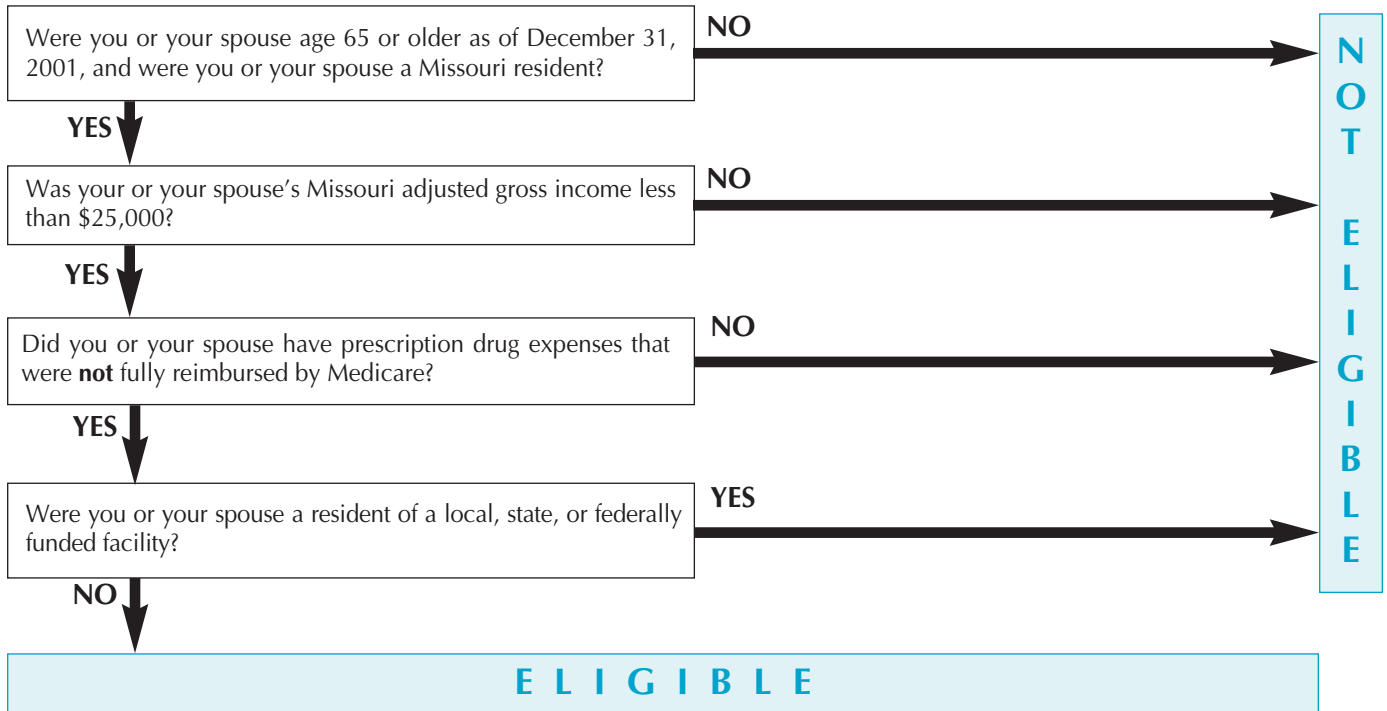 Were you or your spouse age 65 or older as of December 31,
2001, and were you or your spouse a Missouri resident?
NO
YES
Was your or your spouse's Missouri adjusted gross income less
than $25,000?
NO
YES
Did you or your spouse have prescription drug expenses that
were not fully reimbursed by Medicare?
NO
YES
Were you or your spouse a resident of a local, state, or federally
funded facility?
YES
NO
NOT ELIGIBLE
ELIGIBLE